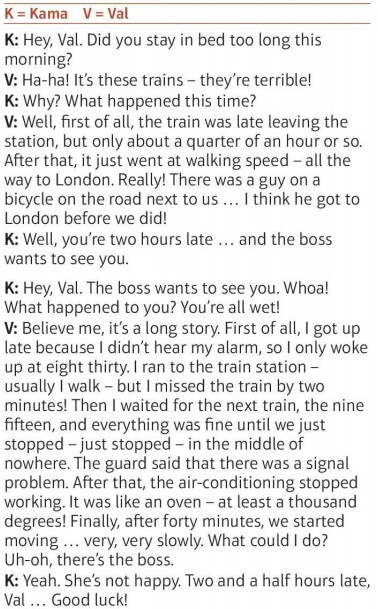 K = Kama V = Val
K: Hey, Val. Did you stay in bed too long this
morning?
V: Ha-ha! It’s these trains – they’re terrible!
K: Why? What happened this time?
V: Well, first of all, the train was late leaving the
station, but only about a quarter of an hour or so.
After that, it just went at walking speed – all the
way to London. Really! There was a guy on a
bicycle on the road next to us … I think he got to
London before we did!
K: Well, you’re two hours late … and the boss
wants to see you.
K: Hey, Val. The boss wants to see you. Whoa!
What happened to you? You’re all wet!
V: Believe me, it’s a long story. First of all, I got up
late because I didn’t hear my alarm, so I only woke
up at eight thirty. I ran to the train station –
usually I walk – but I missed the train by two
minutes! Then I waited for the next train, the nine
fifteen, and everything was fine until we just
stopped – just stopped – in the middle of
nowhere. The guard said that there was a signal
problem. After that, the air-conditioning stopped
working. It was like an oven – at least a thousand
degrees! Finally, after forty minutes, we started
moving … very, very slowly. What could I do?
Uh-oh, there’s the boss.
K: Yeah. She’s not happy. Two and a half hours late,
Val … Good luck!